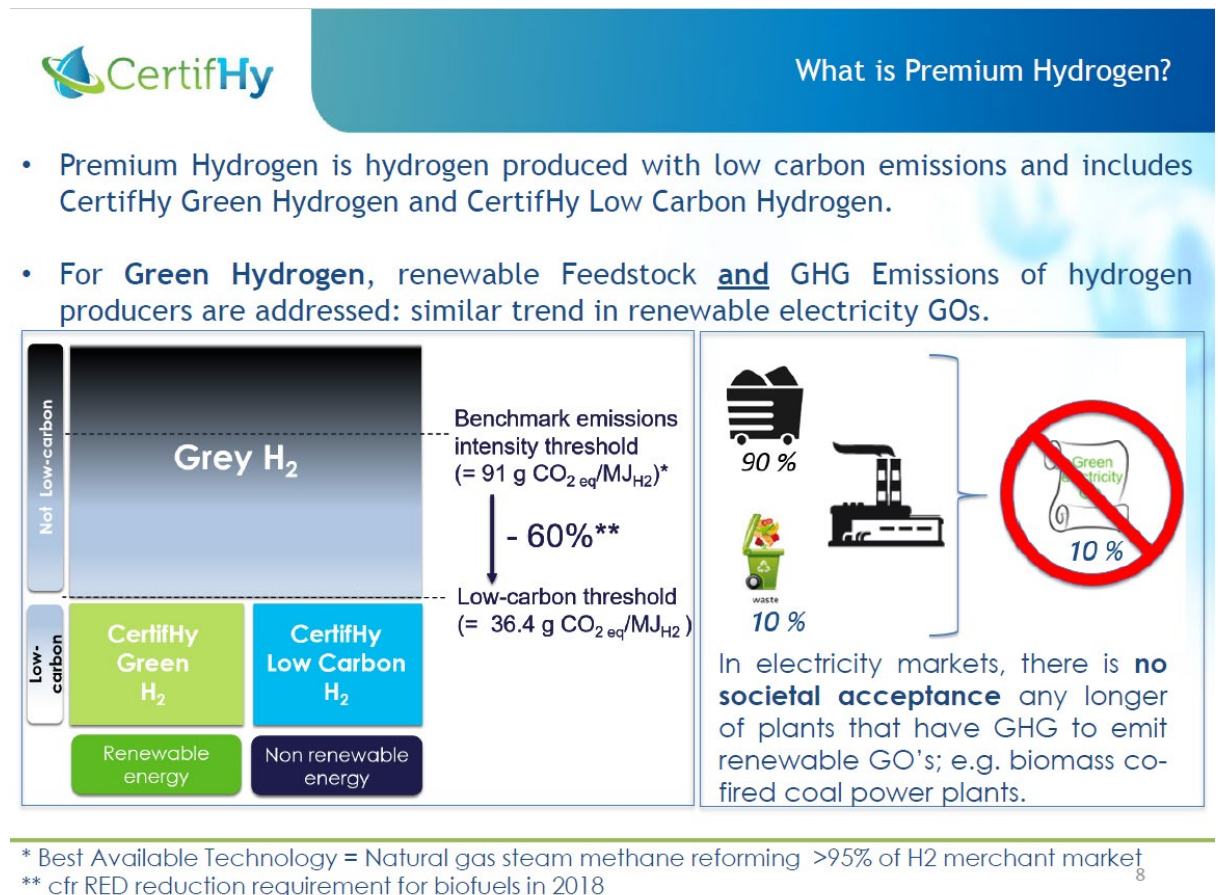 CertifHy
What is Premium Hydrogen?
• Premium Hydrogen is hydrogen produced with low carbon emissions and includes
CertifHy Green Hydrogen and CertifHy Low Carbon Hydrogen.
• For Green Hydrogen, renewable Feedstock and GHG Emissions of hydrogen
producers are addressed: similar trend in renewable electricity GOs.
Not Low-carbon
Grey H₂
Benchmark emissions
intensity threshold
(= 91 g CO₂ eq/MJH2)*
- 60%**
Low-carbon threshold
(= 36.4 g CO₂ eq/MJH2 )
Low-
carbon
CertifHy
Green
H₂
CertifHy
Low Carbon
H₂
Renewable
energy
Non renewable
energy
90 %
waste
10 %
Green
10 %
In electricity markets, there is no
societal acceptance any longer
of plants that have GHG to emit
renewable GO's; e.g. biomass co-
fired coal power plants.
* Best Available Technology = Natural gas steam methane reforming >95% of H2 merchant market
** cfr RED reduction requirement for biofuels in 2018
8